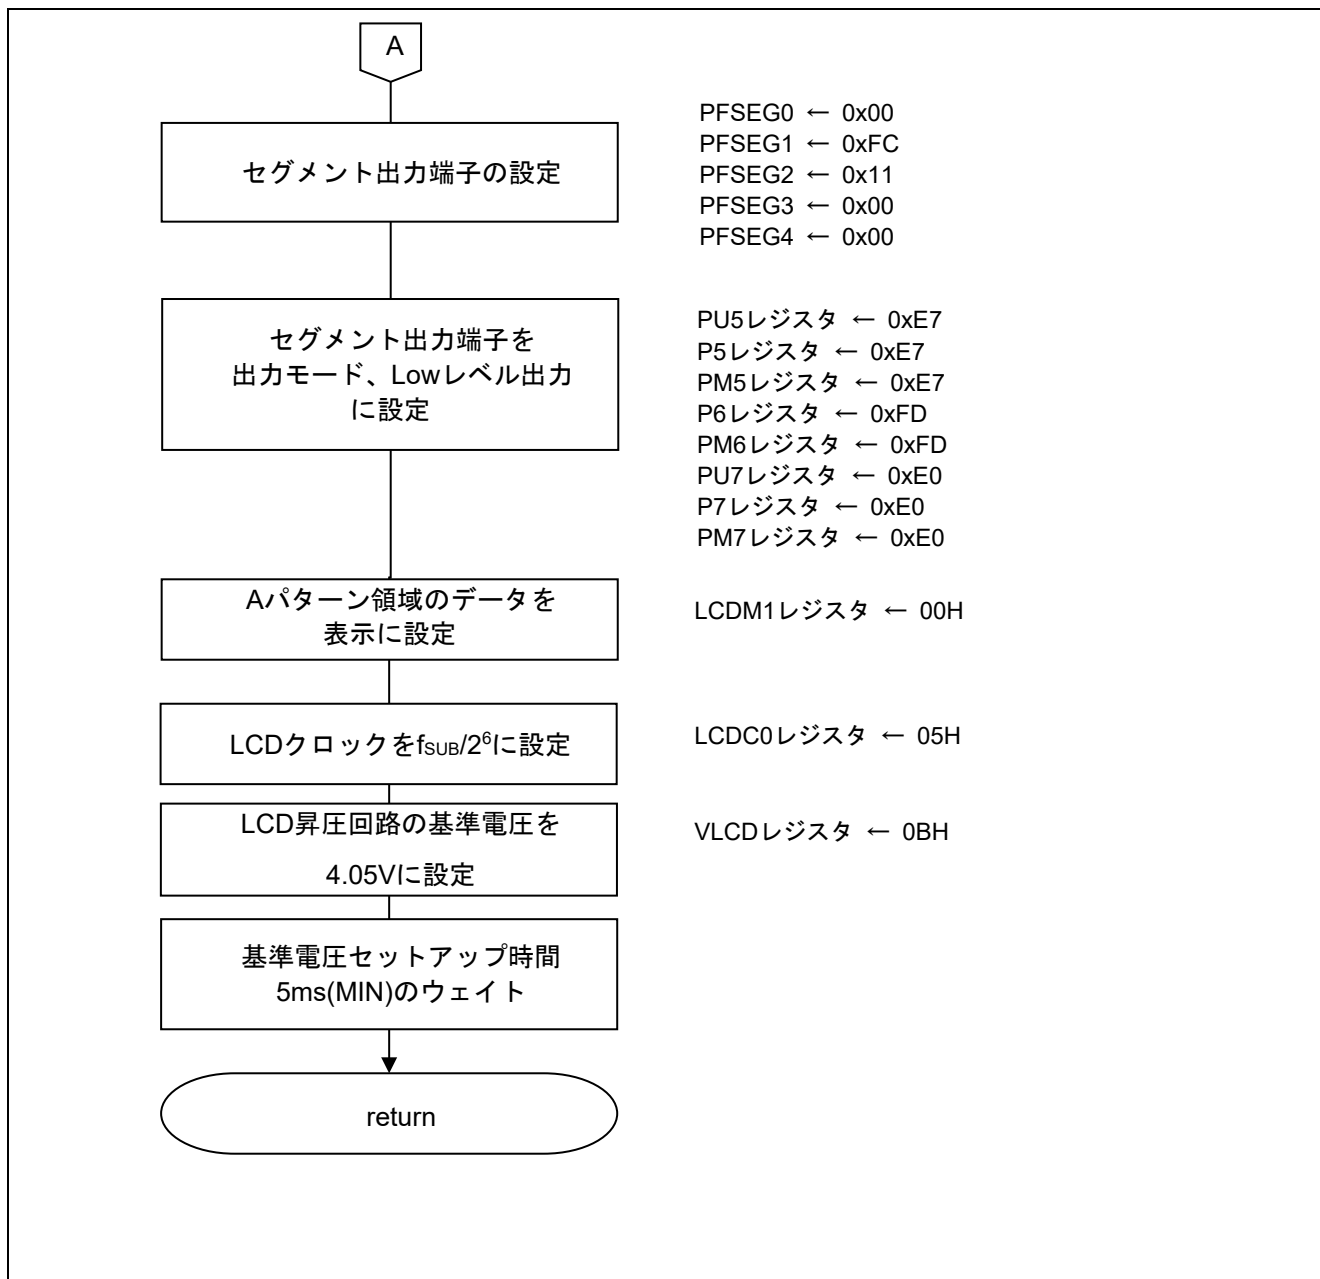 A
セグメント出力端子の設定
PFSEG0 ← 0x00
PFSEG1 ← 0xFC
PFSEG2 ← 0x11
PFSEG3 ← 0x00
PFSEG4 ← 0x00
セグメント出力端子を
出力モード、Lowレベル出力
に設定
PU5レジスタ ← 0xE7
P5レジスタ ← 0xE7
PM5レジスタ ← 0xE7
P6レジスタ ← 0xFD
PM6レジスタ ← 0xFD
PU7レジスタ ← 0xE0
P7レジスタ ← 0xE0
PM7レジスタ ← 0xE0
Aパターン領域のデータを
表示に設定
LCDM1レジスタ ← 00H
LCDクロックをfSUB/2⁶に設定
LCDC0レジスタ ← 05H
LCD昇圧回路の基準電圧を
4.05Vに設定
VLCDレジスタ ← 0BH
基準電圧セットアップ時間
5ms(MIN)のウェイト
return